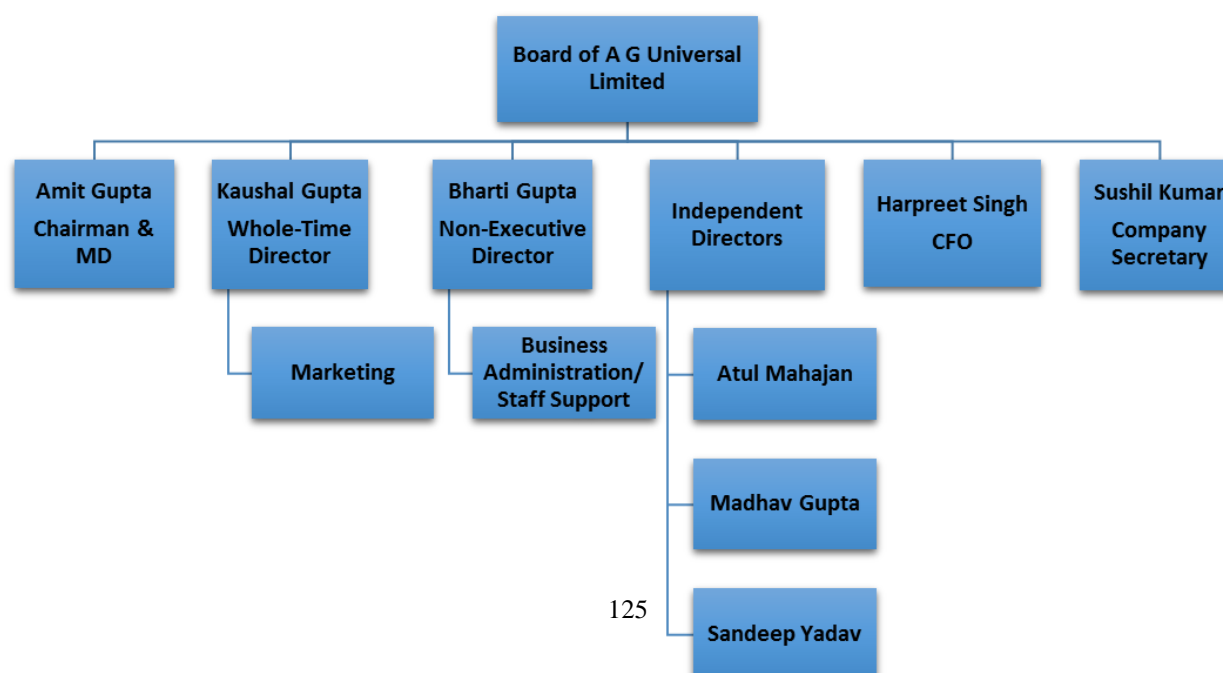 Board of A G Universal
Limited
Amit Gupta
Chairman &
MD
Kaushal Gupta
Whole-Time
Director
Bharti Gupta
Non-Executive
Director
Independent
Directors
Harpreet Singh
CFO
Sushil Kumar
Company
Secretary
Marketing
Business
Administration/
Staff Support
Atul Mahajan
Madhav Gupta
125
Sandeep Yadav